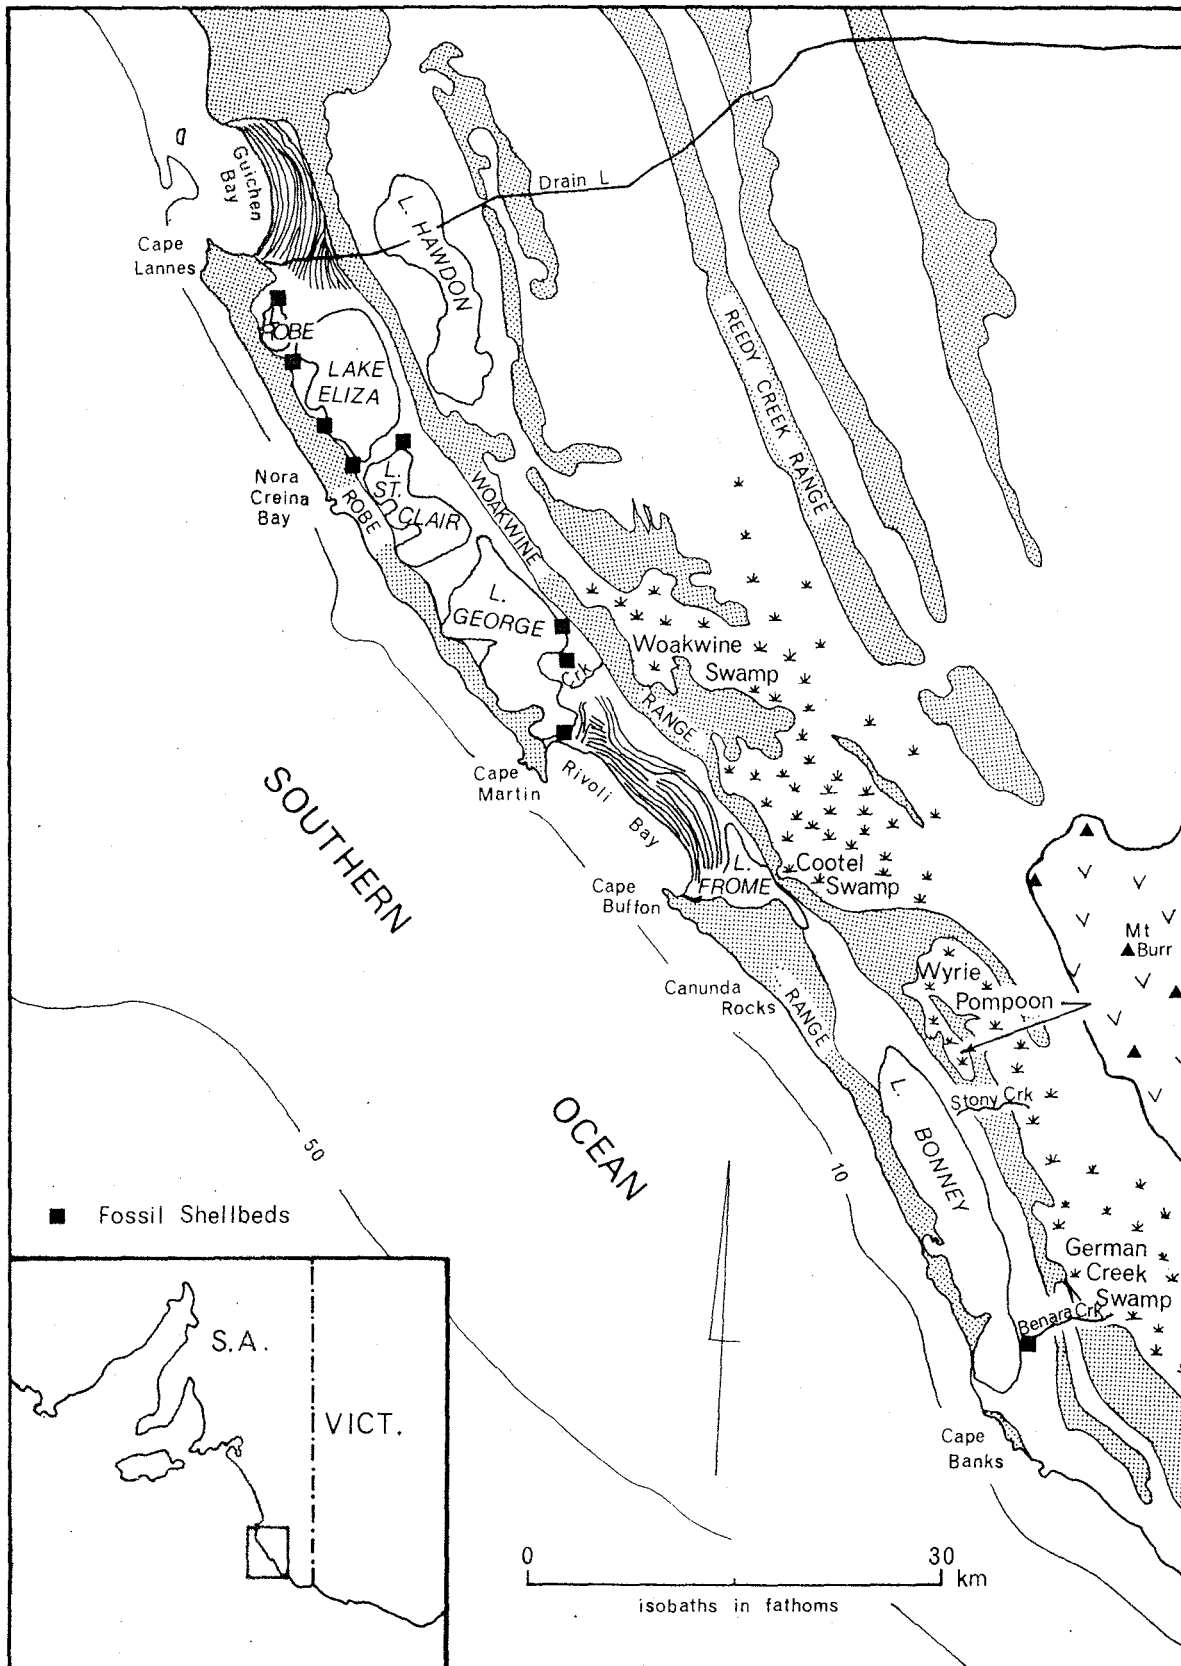 Guichen
Bay
Drain L
Cape
Lannes
L. HAWDON
ROBE
LAKE
ELIZA
REEDY CREEK RANGE
Nora
Creina
Bay
L.
ST.
CLAIR
ROBE
WOAKWINE
L.
GEORGE
Woakwine
Swamp
Crk
RANGE
Cape
Martin
Rivoli
Bay
SOUTHERN
L.
FROME
Cootel
Swamp
Cape
Buffon
Mt
Burr
Wyrie
Pompoon
Canunda
Rocks
RANGE
OCEAN
L. BONNEY
Stony Crk
50
10
Fossil Shellbeds
German
Creek
Swamp
Benara Crk
S.A.
VICT.
Cape
Banks
0 30
km
isobaths in fathoms